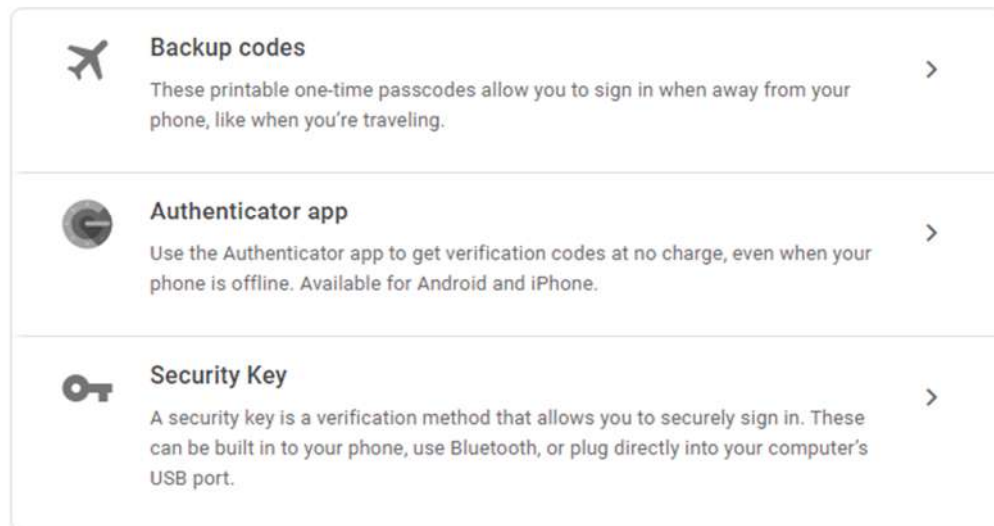 Backup codes
These printable one-time passcodes allow you to sign in when away from your
phone, like when you're traveling.
Authenticator app
Use the Authenticator app to get verification codes at no charge, even when your
phone is offline. Available for Android and iPhone.
Security Key
A security key is a verification method that allows you to securely sign in. These
can be built in to your phone, use Bluetooth, or plug directly into your computer's
USB port.